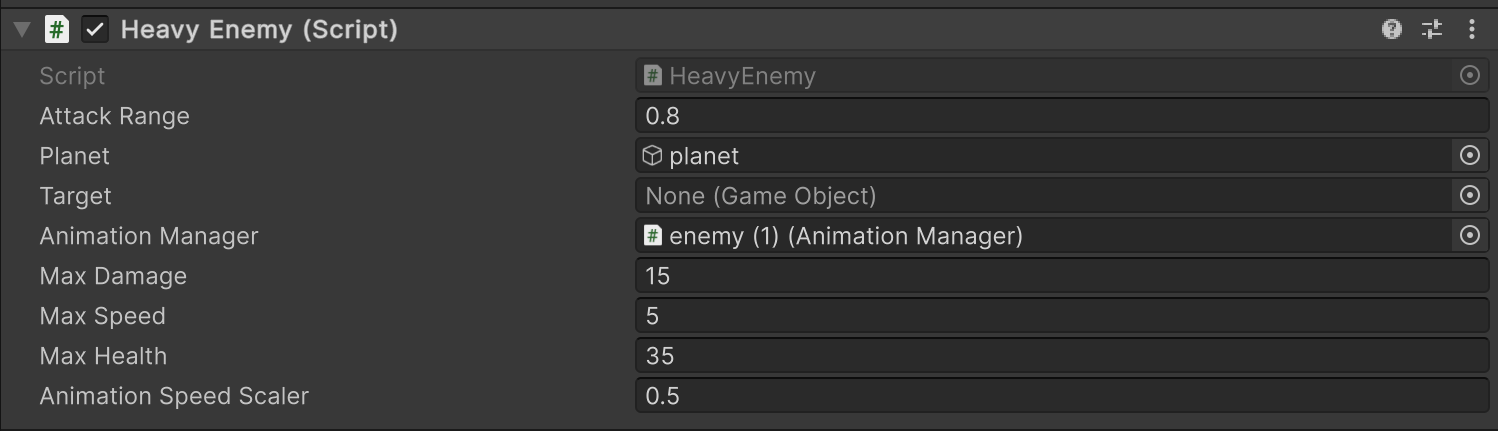 Heavy Enemy (Script)
Script HeavyEnemy
Attack Range 0.8
Planet planet
Target None (Game Object)
Animation Manager enemy (1) (Animation Manager)
Max Damage 15
Max Speed 5
Max Health 35
Animation Speed Scaler 0.5